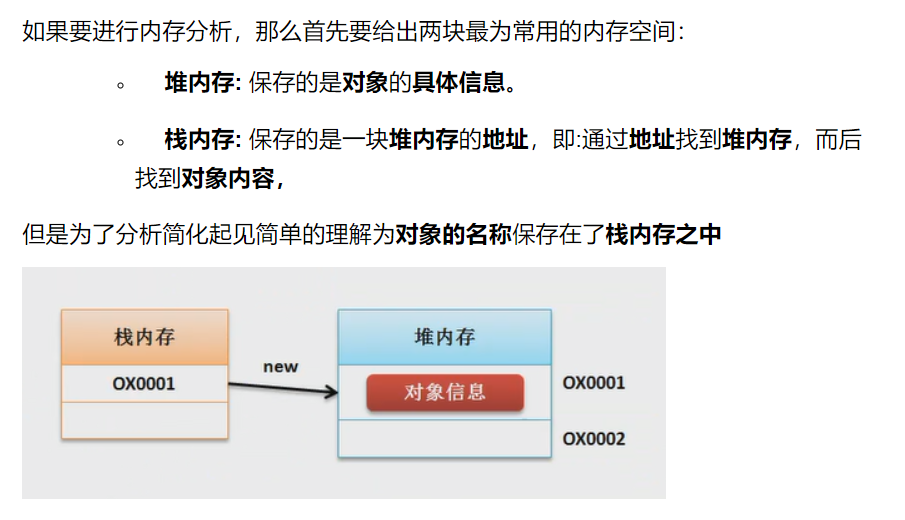 如果要进行内存分析，那么首先要给出两块最为常用的内存空间：
堆内存: 保存的是对象的具体信息。
栈内存: 保存的是一块堆内存的地址，即:通过地址找到堆内存，而后
找到对象内容，
但是为了分析简化起见简单的理解为对象的名称保存在了栈内存之中
栈内存
堆内存
new
OX0001
对象信息
OX0001
OX0002